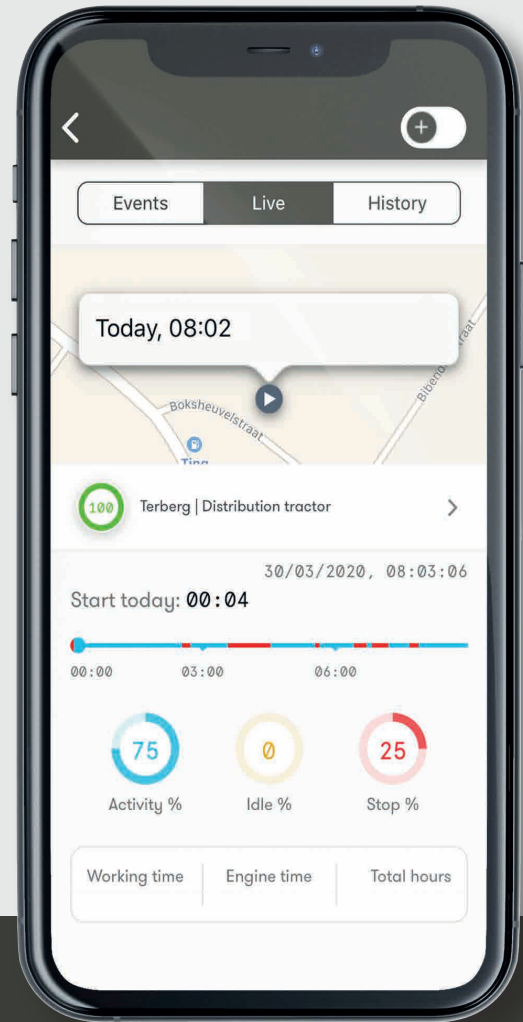 Events Live History
Today, 08:02
Boksheuvelstraat
Ting
100 Terberg | Distribution tractor
30/03/2020, 08:03:06
Start today: 00:04
00:00 03:00 06:00
75 0 25
Activity % Idle % Stop %
Working time Engine time Total hours